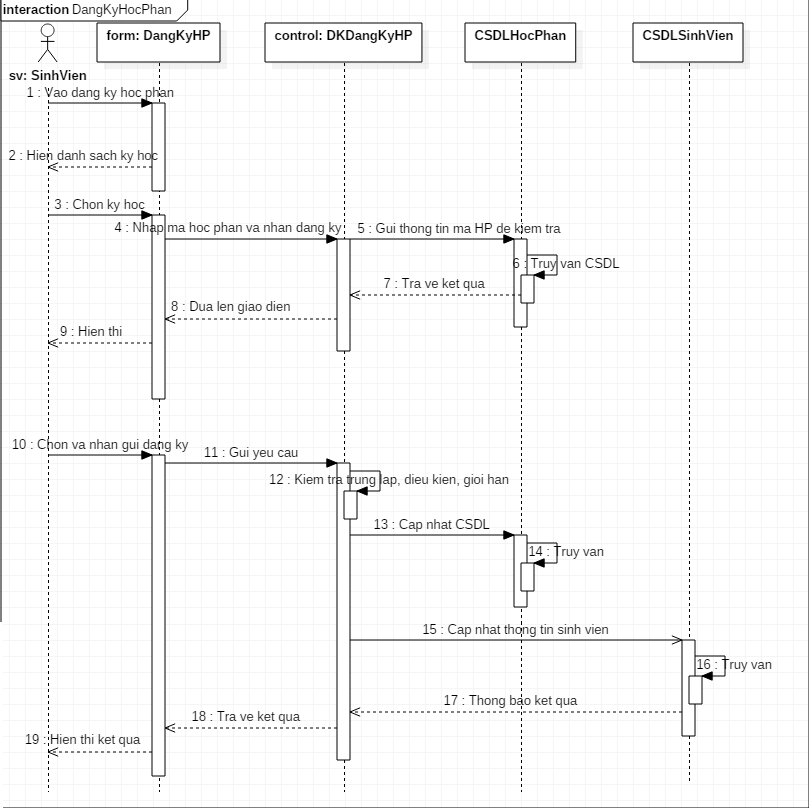 interaction DangKyHocPhan
form: DangKyHP
control: DKDangKyHP
CSDLHocPhan
CSDLSinhVien
sv: SinhVien
1 : Vao dang ky hoc phan
2 : Hien danh sach ky hoc
3 : Chon ky hoc
4 : Nhap ma hoc phan va nhan dang ky
5 : Gui thong tin ma HP de kiem tra
6 : Truy van CSDL
7 : Tra ve ket qua
8 : Dua len giao dien
9 : Hien thi
10 : Chon va nhan gui dang ky
11 : Gui yeu cau
12 : Kiem tra trung lap, dieu kien, gioi han
13 : Cap nhat CSDL
14 : Truy van
15 : Cap nhat thong tin sinh vien
16 : Truy van
17 : Thong bao ket qua
18 : Tra ve ket qua
19 : Hien thi ket qua